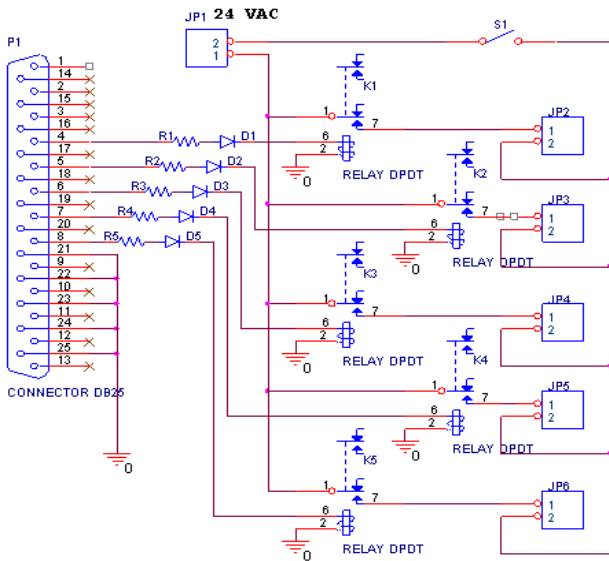 JP1 24 VAC
S1
P1
2
1
1
14
2
15
3
16
4
17
5
18
6
19
7
20
8
21
9
22
10
23
11
24
12
25
13
CONNECTOR DB25
0
R1 D1
R2 D2
R3 D3
R4 D4
R5 D5
K1
1
7
6
2
0
RELAY DPDT
JP2
1
2
K2
1
7
6
2
0
RELAY DPDT
JP3
1
2
K3
1
7
6
2
0
RELAY DPDT
JP4
1
2
K4
1
7
6
2
0
RELAY DPDT
JP5
1
2
K5
1
7
6
2
0
RELAY DPDT
JP6
1
2